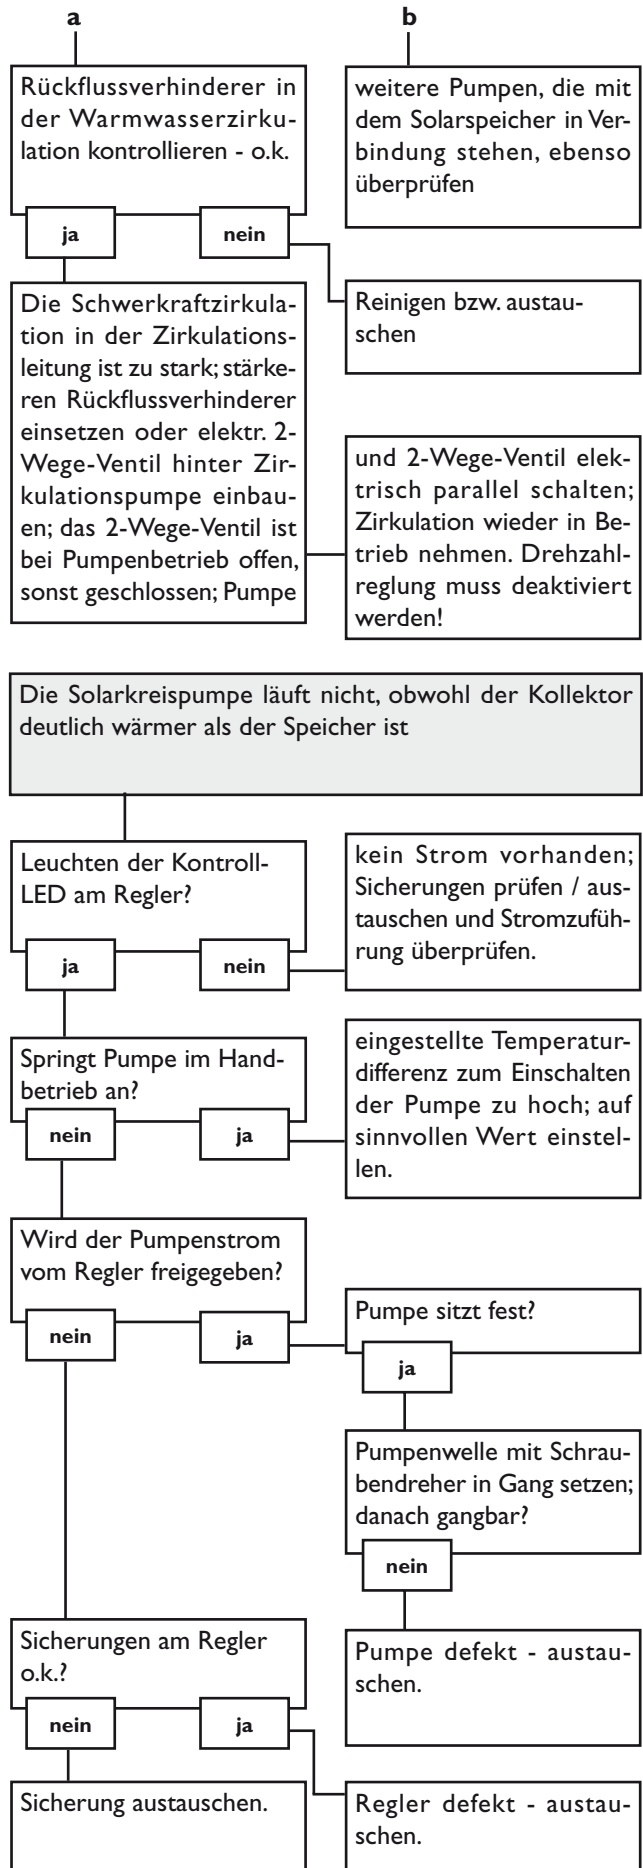 a
b
Rückflussverhinderer in
der Warmwasserzirku-
lation kontrollieren - o.k.
ja
nein
weitere Pumpen, die mit
dem Solarspeicher in Ver-
bindung stehen, ebenso
überprüfen
Reinigen bzw. austau-
schen
Die Schwerkraftzirkula-
tion in der Zirkulations-
leitung ist zu stark; stärke-
ren Rückflussverhinderer
einsetzen oder elektr. 2-
Wege-Ventil hinter Zir-
kulationspumpe einbau-
en; das 2-Wege-Ventil ist
bei Pumpenbetrieb offen,
sonst geschlossen; Pumpe
und 2-Wege-Ventil elek-
trisch parallel schalten;
Zirkulation wieder in Be-
trieb nehmen. Drehzahl-
reglung muss deaktiviert
werden!
Die Solarkreispumpe läuft nicht, obwohl der Kollektor
deutlich wärmer als der Speicher ist
Leuchten der Kontroll-
LED am Regler?
ja
nein
kein Strom vorhanden;
Sicherungen prüfen / aus-
tauschen und Stromzufüh-
rung überprüfen.
Springt Pumpe im Hand-
betrieb an?
nein
ja
eingestellte Temperatur-
differenz zum Einschalten
der Pumpe zu hoch; auf
sinnvollen Wert einstel-
len.
Wird der Pumpenstrom
vom Regler freigegeben?
nein
ja
Pumpe sitzt fest?
ja
Pumpenwelle mit Schrau-
bendreher in Gang setzen;
danach gangbar?
nein
Pumpe defekt - austau-
schen.
Sicherungen am Regler
o.k.?
nein
ja
Sicherung austauschen.
Regler defekt - austau-
schen.